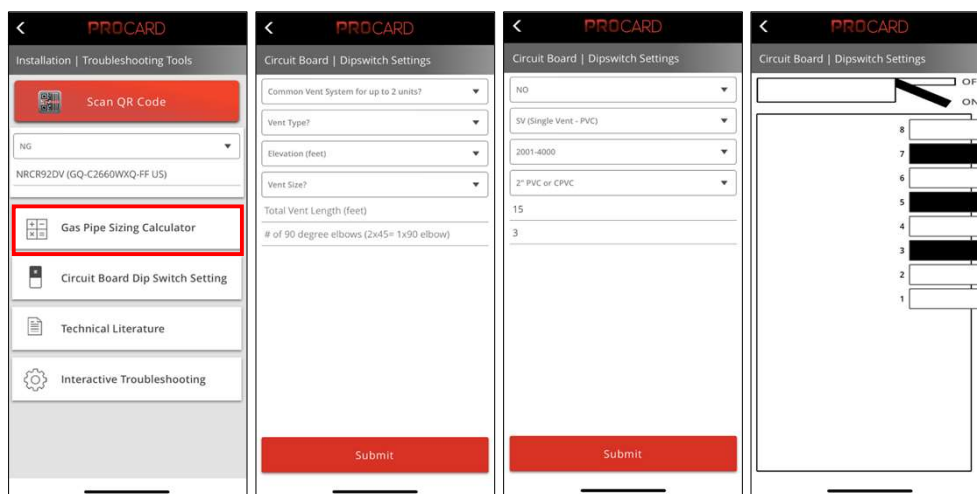 PROCARD
Installation | Troubleshooting Tools
Scan QR Code
NG
NRCR92DV (GQ-C2660WXQ-FF US)
Gas Pipe Sizing Calculator
Circuit Board Dip Switch Setting
Technical Literature
Interactive Troubleshooting
PROCARD
Circuit Board | Dipswitch Settings
Common Vent System for up to 2 units?
Vent Type?
Elevation (feet)
Vent Size?
Total Vent Length (feet)
# of 90 degree elbows (2x45= 1x90 elbow)
Submit
PROCARD
Circuit Board | Dipswitch Settings
NO
SV (Single Vent - PVC)
2001-4000
2" PVC or CPVC
15
3
Submit
PROCARD
Circuit Board | Dipswitch Settings
OF
ON
8
7
6
5
4
3
2
1